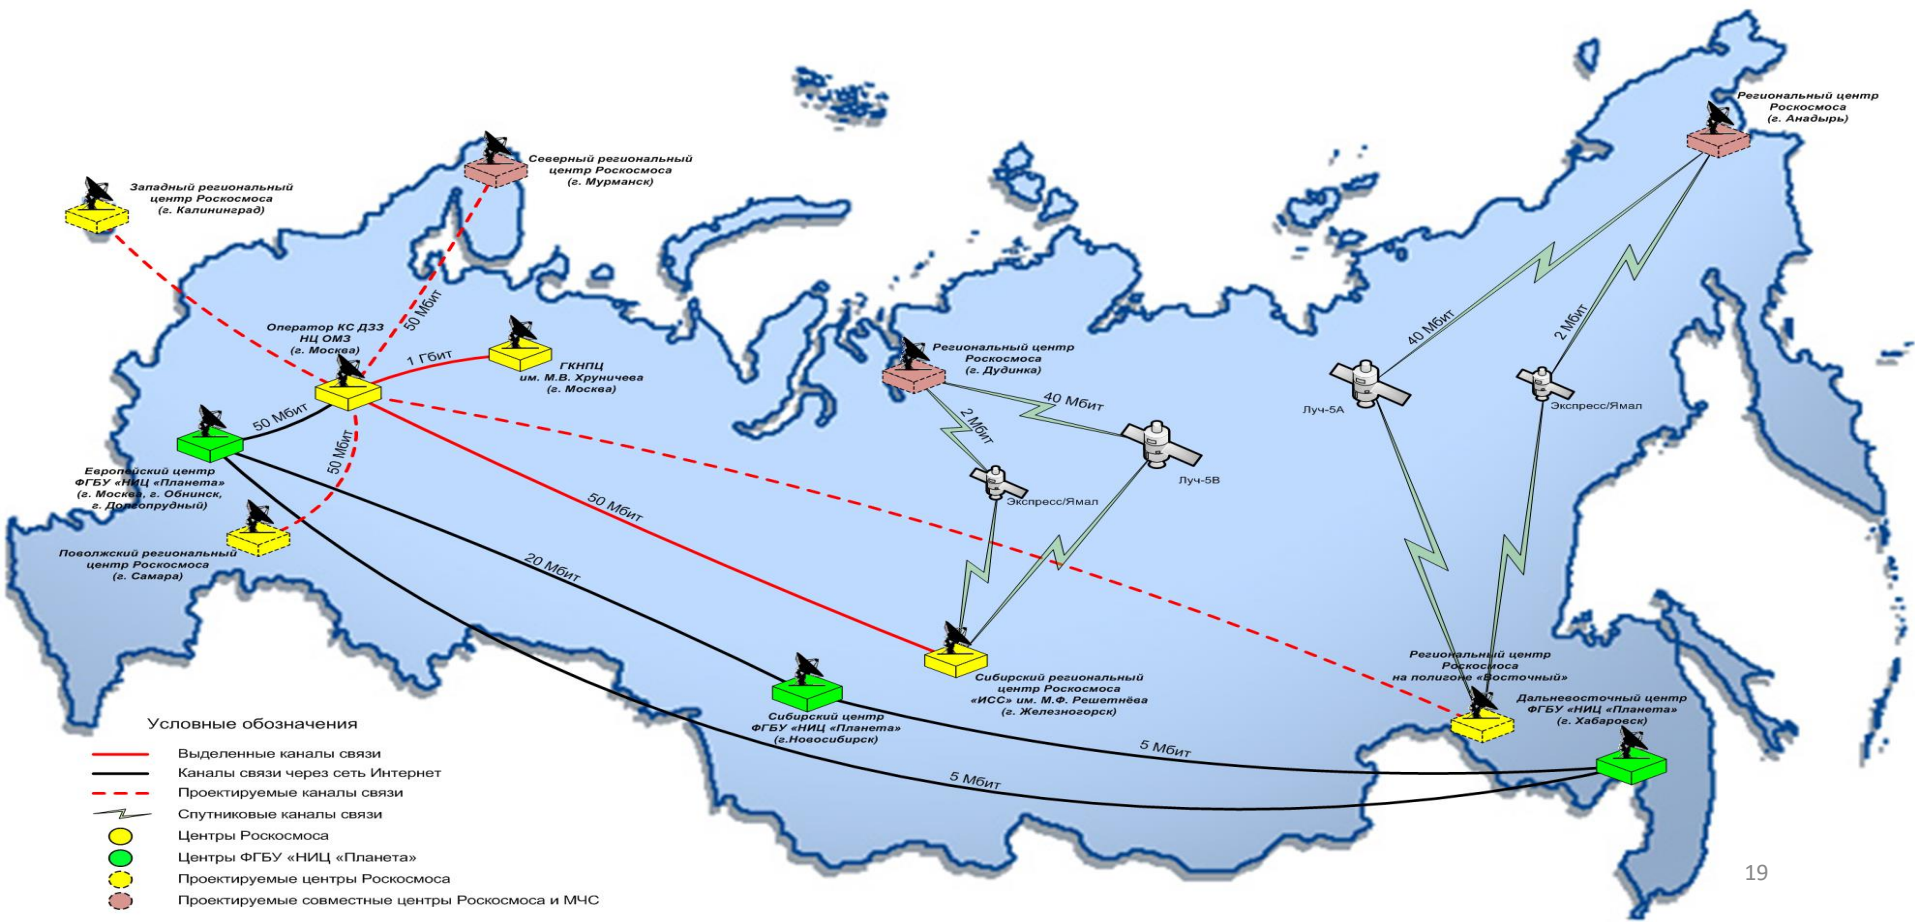 Региональный центр
Роскосмоса
(г. Анадырь)
Северный региональный
центр Роскосмоса
(г. Мурманск)
Западный региональный
центр Роскосмоса
(г. Калининград)
50 Мбит
Оператор КС ДЗЗ
НЦ ОМЗ
(г. Москва)
1 Гбит
ГКНПЦ
им. М.В. Хруничева
(г. Москва)
Региональный центр
Роскосмоса
(г. Дудинка)
40 Мбит
2 Мбит
40 Мбит
2 Мбит
Луч-5А
Экспресс/Ямал
50 Мбит
50 Мбит
Европейский центр
ФГБУ «НИЦ «Планета»
(г. Москва, г. Обнинск,
г. Долгопрудный)
Луч-5В
Экспресс/Ямал
50 Мбит
20 Мбит
Поволжский региональный
центр Роскосмоса
(г. Самара)
Региональный центр
Роскосмоса
на полигоне «Восточный»
Сибирский региональный
центр Роскосмоса
«ИСС» им. М.Ф. Решетнёва
(г. Железногорск)
Дальневосточный центр
ФГБУ «НИЦ «Планета»
(г. Хабаровск)
Сибирский центр
ФГБУ «НИЦ «Планета»
(г.Новосибирск)
5 Мбит
5 Мбит
Условные обозначения
Выделенные каналы связи
Каналы связи через сеть Интернет
Проектируемые каналы связи
Спутниковые каналы связи
Центры Роскосмоса
Центры ФГБУ «НИЦ «Планета»
Проектируемые центры Роскосмоса
Проектируемые совместные центры Роскосмоса и МЧС
19